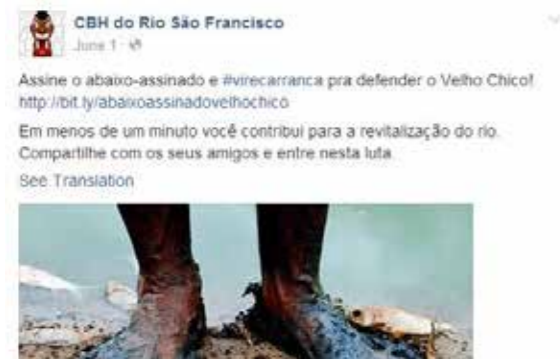 CBH do Rio São Francisco
June 1 ·
Assine o abaixo-assinado e #virecarranca pra defender o Velho Chico!
http://bit.ly/abaixoassinadovelhochico
Em menos de um minuto você contribui para a revitalização do rio.
Compartilhe com os seus amigos e entre nesta luta.
See Translation